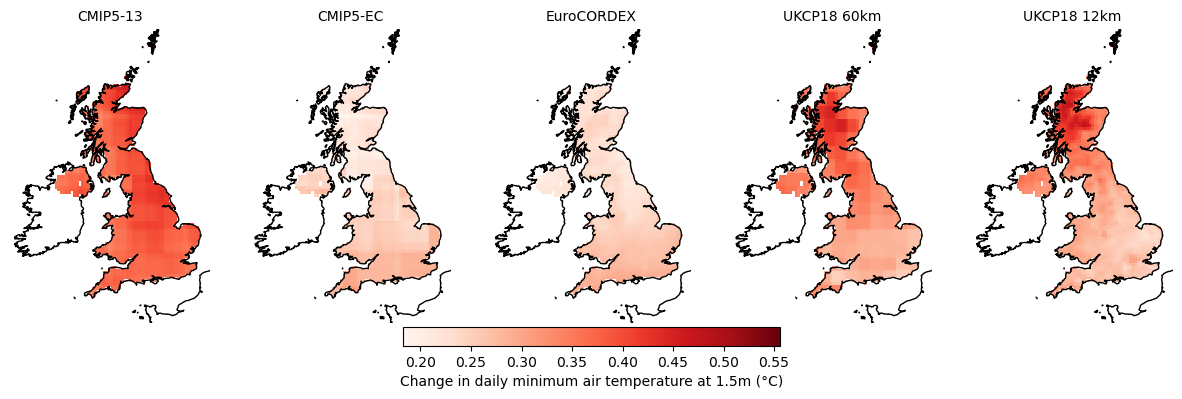 CMIP5-13 CMIP5-EC EuroCORDEX UKCP18 60km UKCP18 12km
0.20 0.25 0.30 0.35 0.40 0.45 0.50 0.55
Change in daily minimum air temperature at 1.5m (°C)